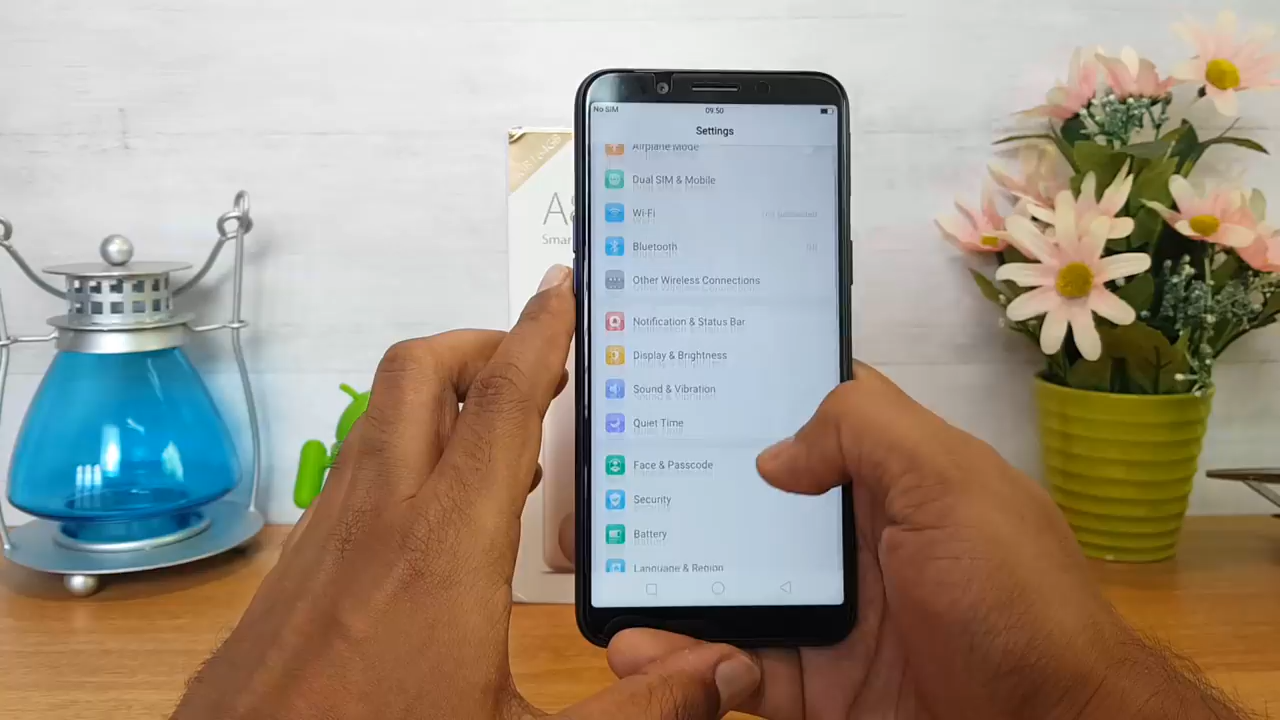 No SIM
09:50
Settings
Airplane Mode
Dual SIM & Mobile
Wi-Fi
Bluetooth
Off
Other Wireless Connections
Notification & Status Bar
Display & Brightness
Sound & Vibration
Quiet Time
Face & Passcode
Security
Battery
Language & Region